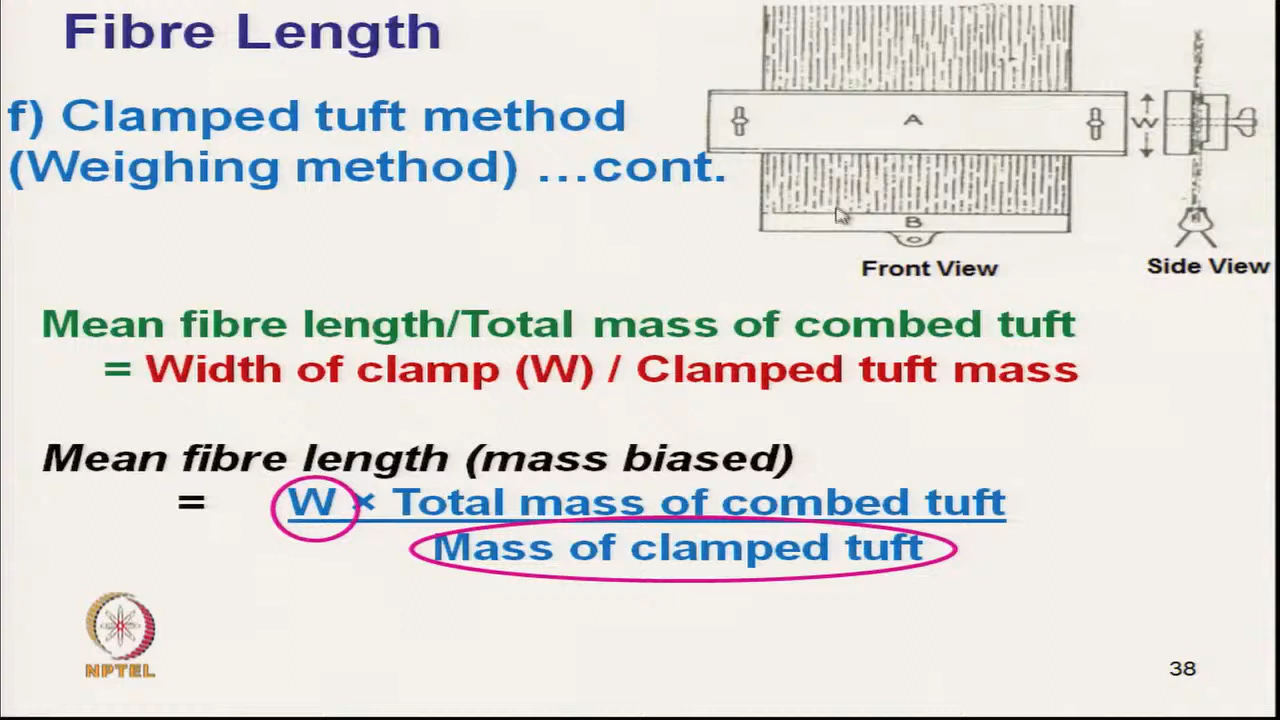 Fibre Length
f) Clamped tuft method
(Weighing method) …cont.
A
W
B
Front View
Side View
Mean fibre length/Total mass of combed tuft
= Width of clamp (W) / Clamped tuft mass
Mean fibre length (mass biased)
= W × Total mass of combed tuft
Mass of clamped tuft
NPTEL
38